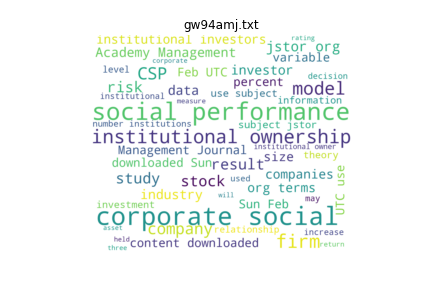 gw94amj.txt
institutional investors rating
Academy Management jstor org
corporate variable
level CSP Feb UTC investor decision
risk data percent model
institutional use subject information
measure
social performance
number institutions subject jstor
institutional ownership
Management Journal institutional owner
downloaded Sun result size theory
study stock used companies
org terms UTC use
industry will
investment Sun Feb may
corporate social
company relationship
asset increase
held content downloaded firm return
three